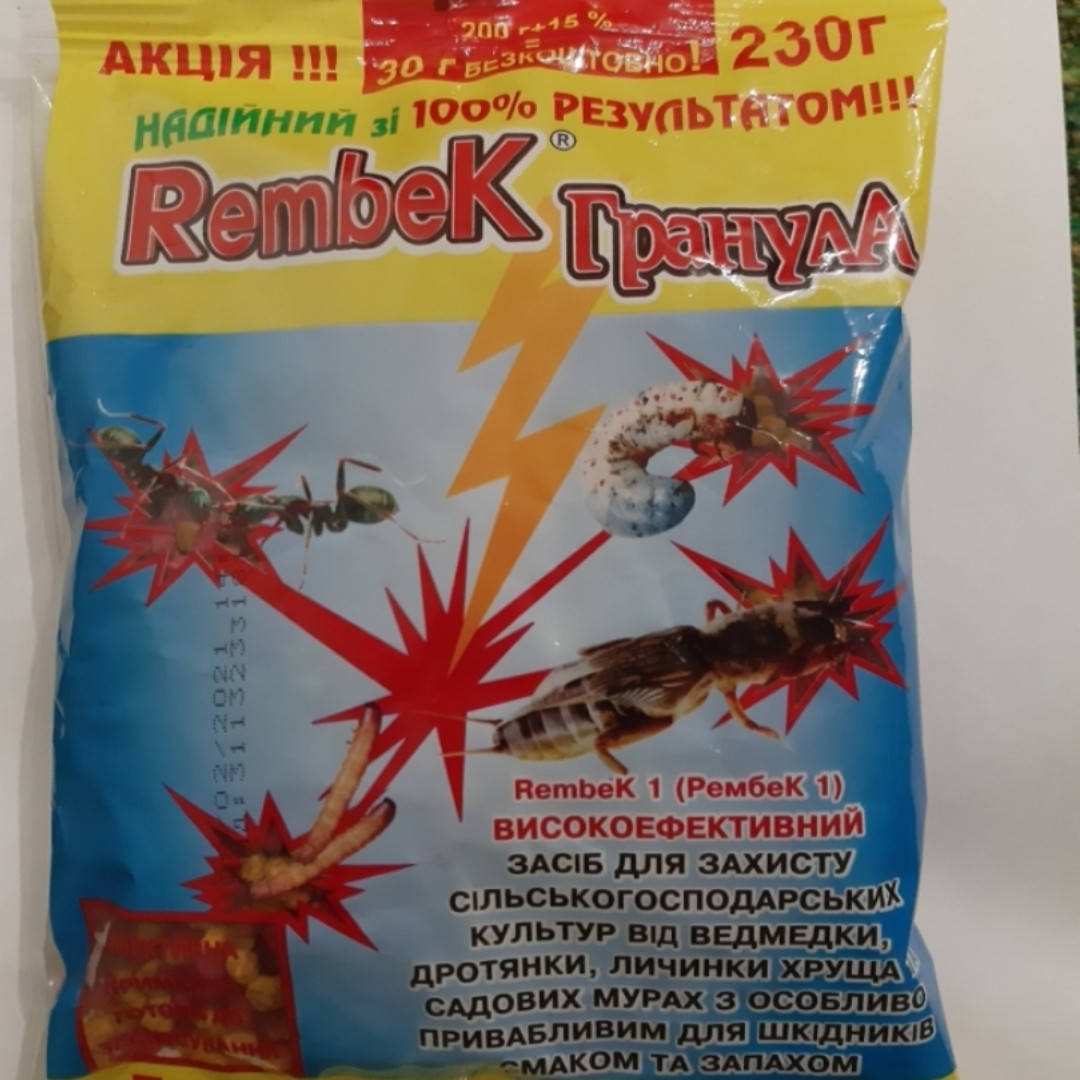 200 г+15 %
=
АКЦІЯ !!! 30 г БЕЗКОШТОВНО! 230Г
НАДІЙНИЙ зі 100% РЕЗУЛЬТАТОМ!!!
RembeK® ГРАНУЛА
RembeK 1 (РембеК 1)
ВИСОКОЕФЕКТИВНИЙ
ЗАСІБ ДЛЯ ЗАХИСТУ
СІЛЬСЬКОГОСПОДАРСЬКИХ
КУЛЬТУР ВІД ВЕДМЕДКИ,
ДРОТЯНКИ, ЛИЧИНКИ ХРУЩА
САДОВИХ МУРАХ З ОСОБЛИВО
ПРИВАБЛИВИМ ДЛЯ ШКІДНИКІВ
СМАКОМ ТА ЗАПАХОМ